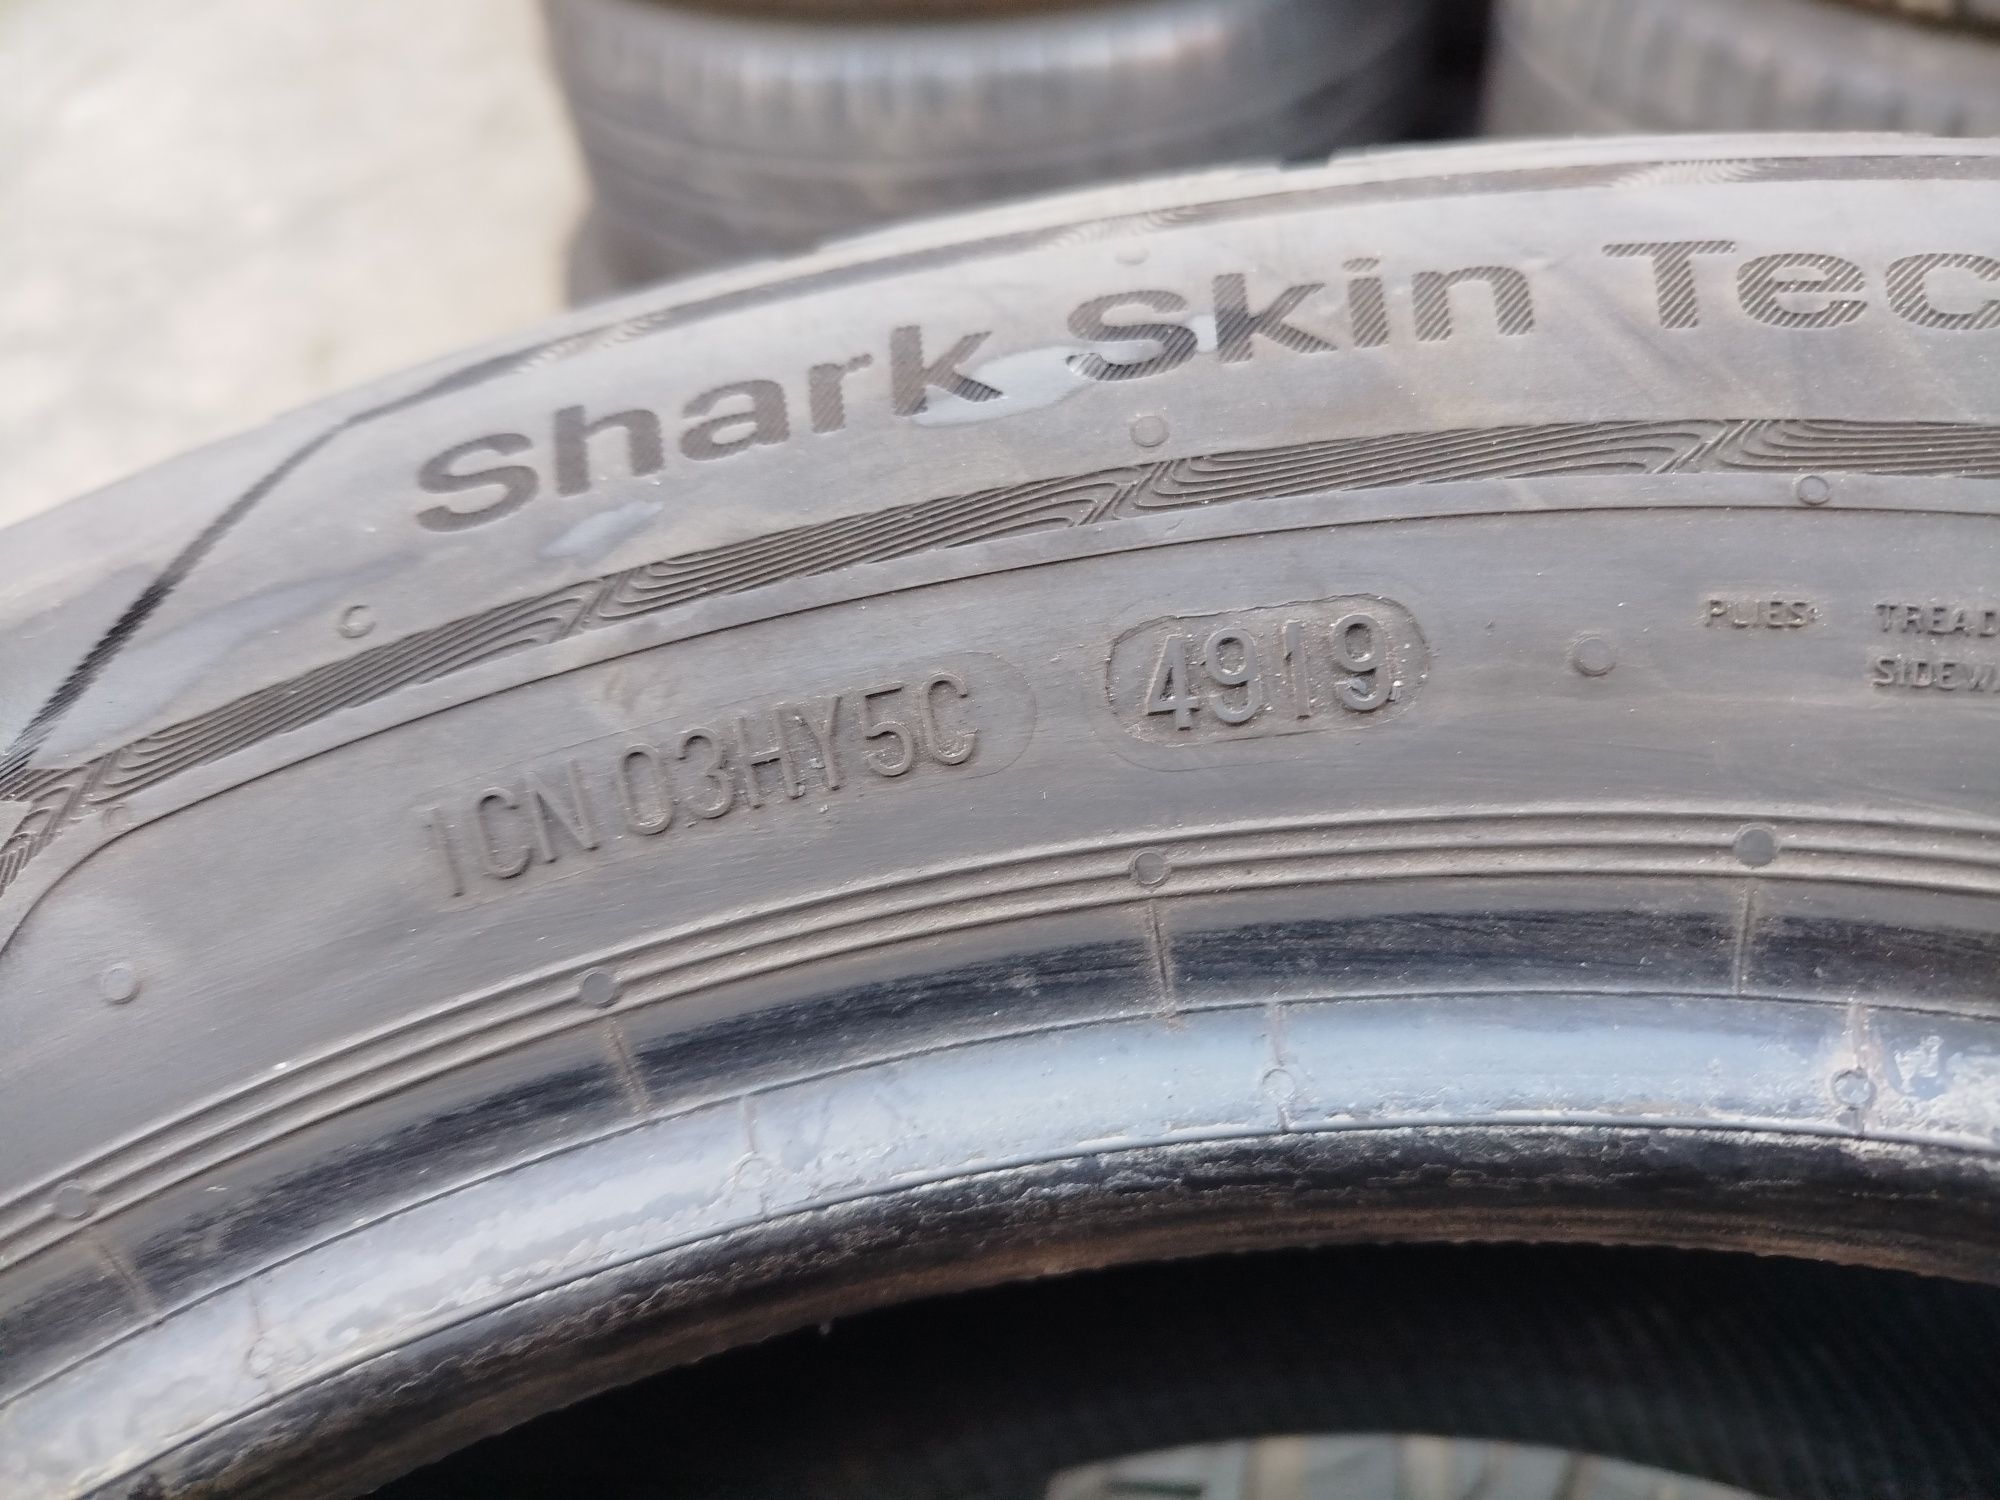 Shark Skin Tec
1CN 03HY5C 4919
PLIES: TREAD
SIDEW